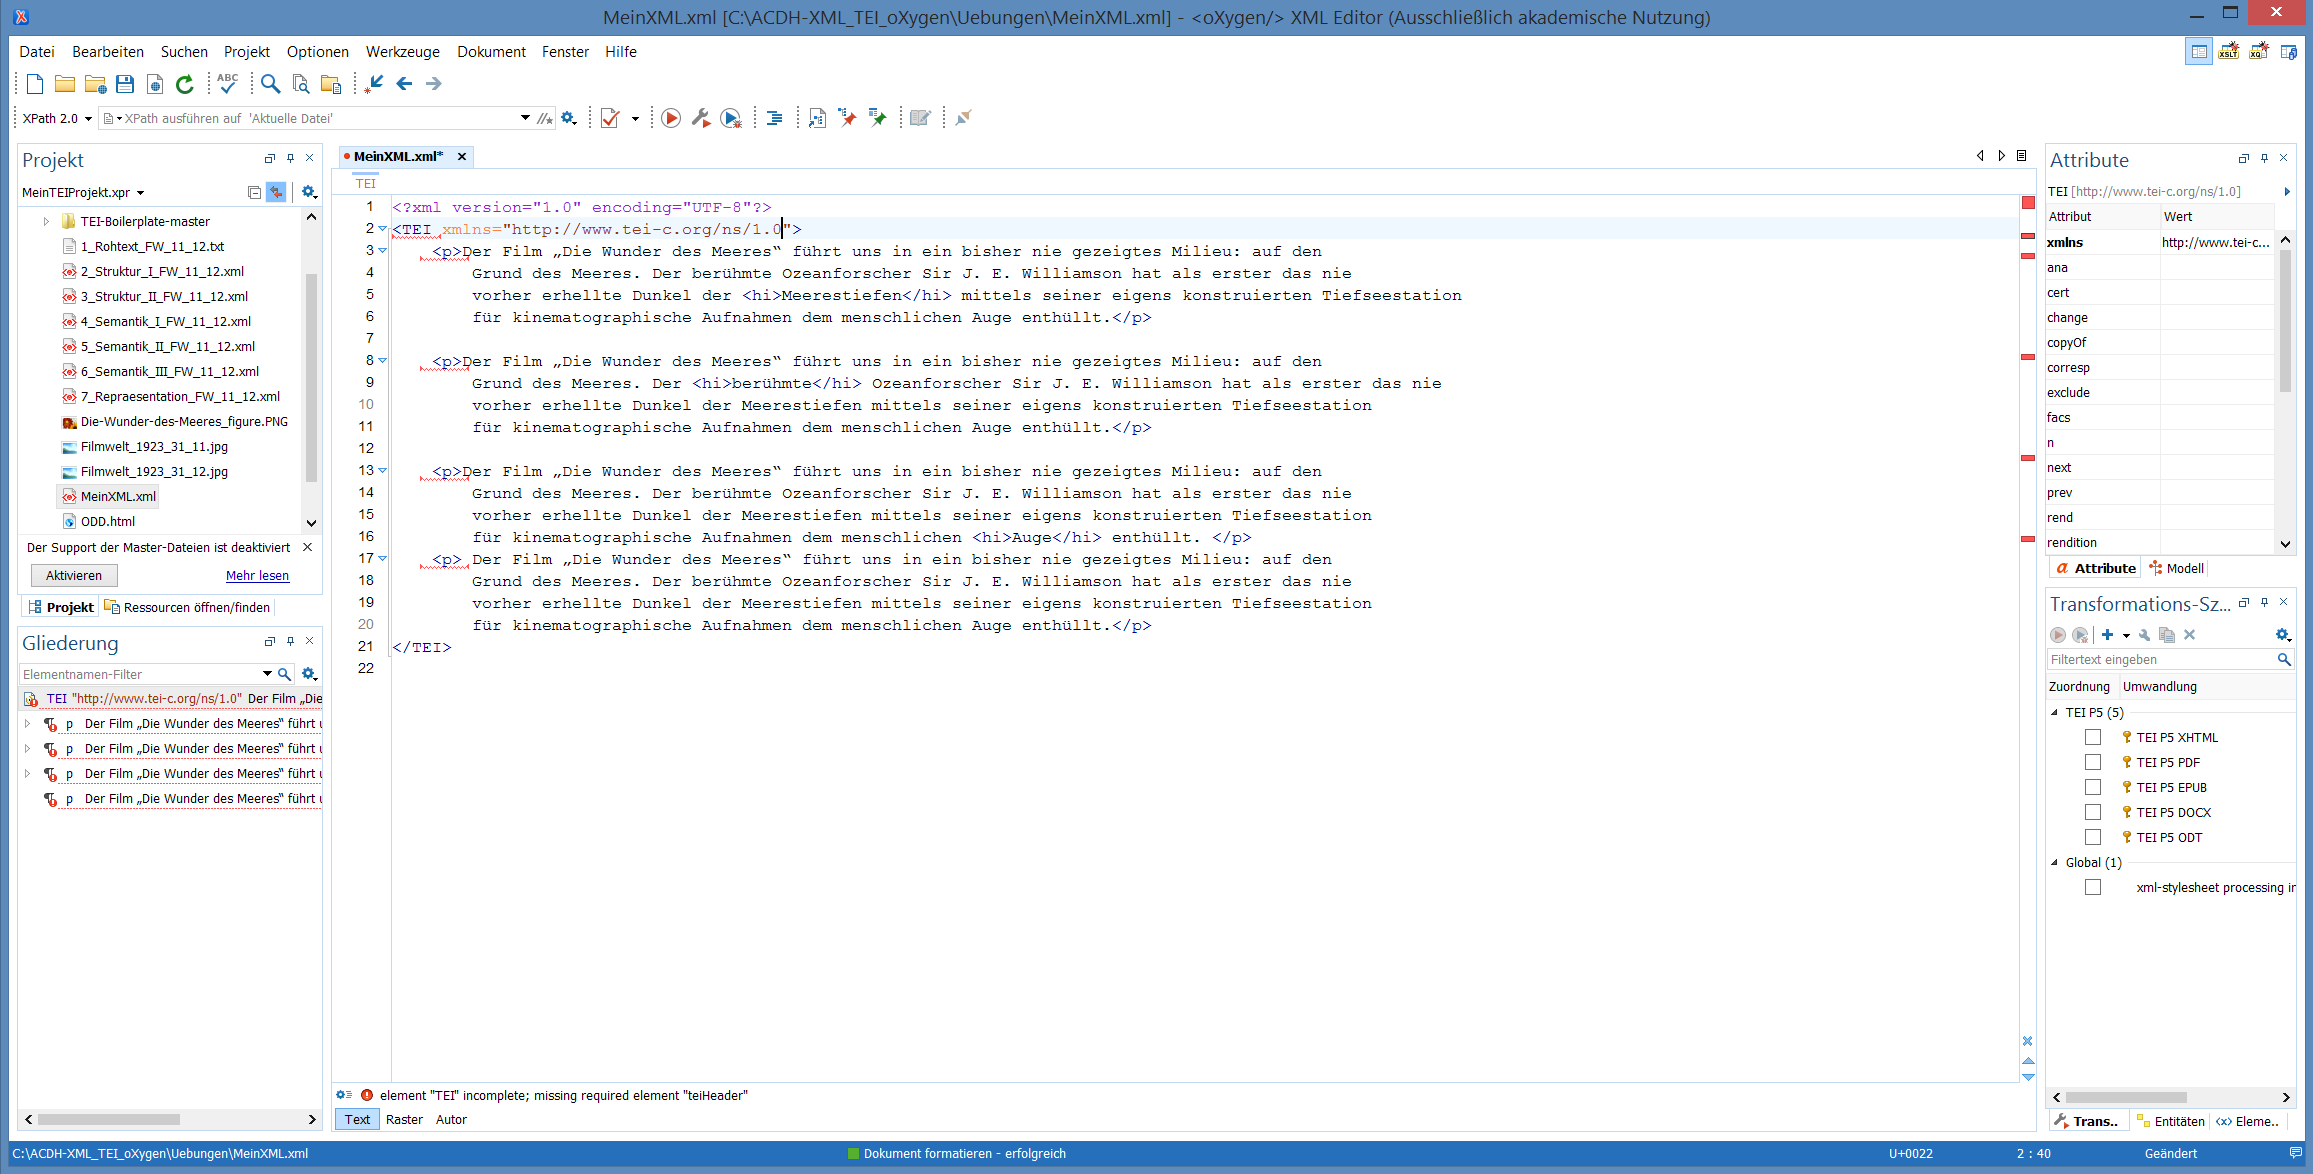 MeinXML.xml [C:\ACDH-XML_TEI_oXygen\Uebungen\MeinXML.xml] - <oXygen/> XML Editor (Ausschließlich akademische Nutzung)
Datei Bearbeiten Suchen Projekt Optionen Werkzeuge Dokument Fenster Hilfe
XPath 2.0 XPath ausführen auf 'Aktuelle Datei'
Projekt
MeinTEIProjekt.xpr
TEI-Boilerplate-master
1_Rohtext_FW_11_12.txt
2_Struktur_I_FW_11_12.xml
3_Struktur_II_FW_11_12.xml
4_Semantik_I_FW_11_12.xml
5_Semantik_II_FW_11_12.xml
6_Semantik_III_FW_11_12.xml
7_Repraesentation_FW_11_12.xml
Die-Wunder-des-Meeres_figure.PNG
Filmwelt_1923_31_11.jpg
Filmwelt_1923_31_12.jpg
MeinXML.xml
ODD.html
Der Support der Master-Dateien ist deaktiviert
Aktivieren Mehr lesen
Projekt Ressourcen öffnen/finden
Gliederung
Elementnamen-Filter
TEI "http://www.tei-c.org/ns/1.0" Der Film „Die
p Der Film „Die Wunder des Meeres“ führt u
p Der Film „Die Wunder des Meeres“ führt u
p Der Film „Die Wunder des Meeres“ führt u
p Der Film „Die Wunder des Meeres“ führt u
MeinXML.xml*
TEI
1 <?xml version="1.0" encoding="UTF-8"?>
2 <TEI xmlns="http://www.tei-c.org/ns/1.0">
3 <p>Der Film „Die Wunder des Meeres“ führt uns in ein bisher nie gezeigtes Milieu: auf den
4 Grund des Meeres. Der berühmte Ozeanforscher Sir J. E. Williamson hat als erster das nie
5 vorher erhellte Dunkel der <hi>Meerestiefen</hi> mittels seiner eigens konstruierten Tiefseestation
6 für kinematographische Aufnahmen dem menschlichen Auge enthüllt.</p>
7
8 <p>Der Film „Die Wunder des Meeres“ führt uns in ein bisher nie gezeigtes Milieu: auf den
9 Grund des Meeres. Der <hi>berühmte</hi> Ozeanforscher Sir J. E. Williamson hat als erster das nie
10 vorher erhellte Dunkel der Meerestiefen mittels seiner eigens konstruierten Tiefseestation
11 für kinematographische Aufnahmen dem menschlichen Auge enthüllt.</p>
12
13 <p>Der Film „Die Wunder des Meeres“ führt uns in ein bisher nie gezeigtes Milieu: auf den
14 Grund des Meeres. Der berühmte Ozeanforscher Sir J. E. Williamson hat als erster das nie
15 vorher erhellte Dunkel der Meerestiefen mittels seiner eigens konstruierten Tiefseestation
16 für kinematographische Aufnahmen dem menschlichen <hi>Auge</hi> enthüllt. </p>
17 <p> Der Film „Die Wunder des Meeres“ führt uns in ein bisher nie gezeigtes Milieu: auf den
18 Grund des Meeres. Der berühmte Ozeanforscher Sir J. E. Williamson hat als erster das nie
19 vorher erhellte Dunkel der Meerestiefen mittels seiner eigens konstruierten Tiefseestation
20 für kinematographische Aufnahmen dem menschlichen Auge enthüllt.</p>
21 </TEI>
22
element "TEI" incomplete; missing required element "teiHeader"
Text Raster Autor
Attribute
TEI [http://www.tei-c.org/ns/1.0]
Attribut Wert
xmlns http://www.tei-c...
ana
cert
change
copyOf
corresp
exclude
facs
n
next
prev
rend
rendition
Attribute Modell
Transformations-Sz...
Filtertext eingeben
Zuordnung Umwandlung
TEI P5 (5)
TEI P5 XHTML
TEI P5 PDF
TEI P5 EPUB
TEI P5 DOCX
TEI P5 ODT
Global (1)
xml-stylesheet processing in
Trans.. Entitäten Eleme..
C:\ACDH-XML_TEI_oXygen\Uebungen\MeinXML.xml Dokument formatieren - erfolgreich U+0022 2 : 40 Geändert